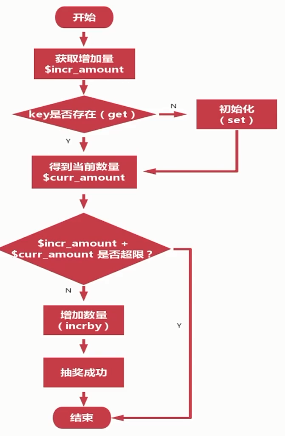 开始
获取增加量
$incr_amount
key是否存在（get）
N
初始化
（set）
Y
得到当前数量
$curr_amount
$incr_amount +
$curr_amount 是否超限？
N
增加数量
（incrby）
Y
抽奖成功
结束